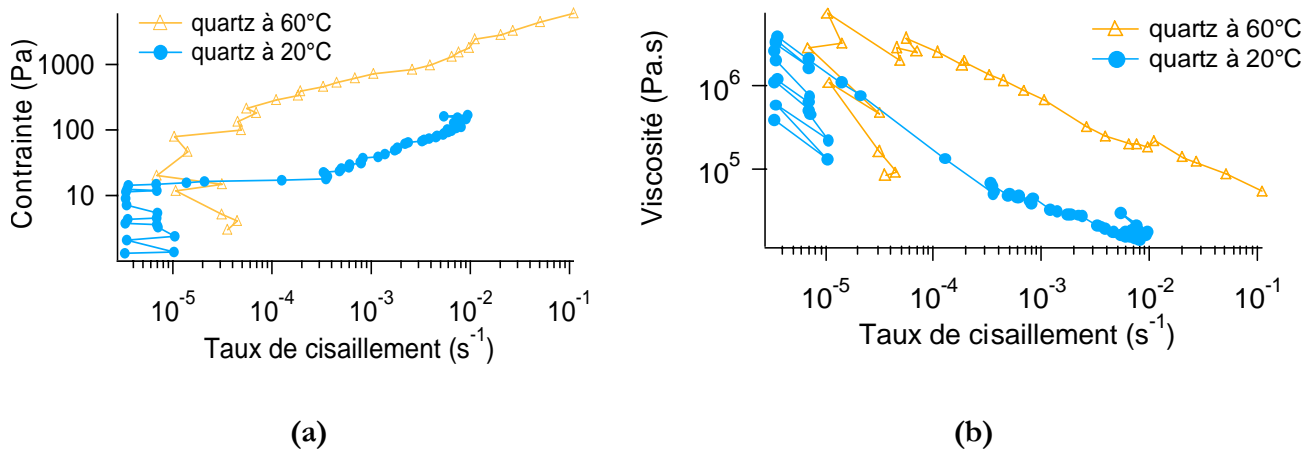 quartz à 60°C
quartz à 20°C
Contrainte (Pa)
1000
100
10
10^-5
10^-4
10^-3
10^-2
10^-1
Taux de cisaillement (s^-1)
(a)
quartz à 60°C
quartz à 20°C
Viscosité (Pa.s)
10^6
10^5
10^-5
10^-4
10^-3
10^-2
10^-1
Taux de cisaillement (s^-1)
(b)